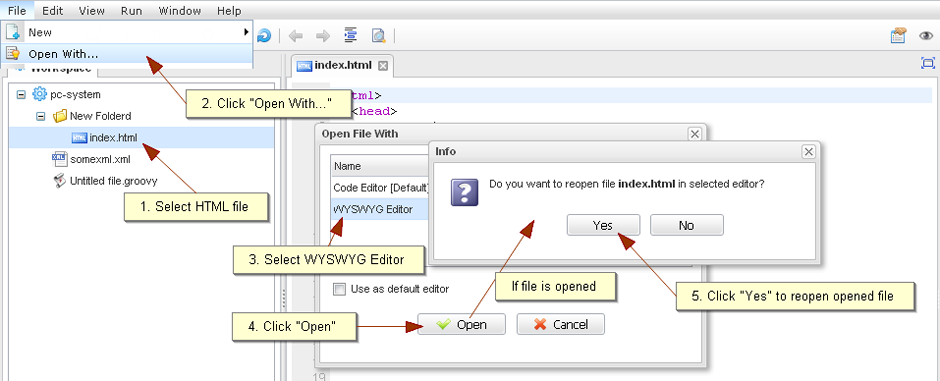 File Edit View Run Window Help
New
Open With...
Workspace
index.html
pc-system
2. Click "Open With..."
tml>
New Folderd
<head>
index.html
Open File With
somexml.xml
Info
Name
Untitled file.groovy
Do you want to reopen file index.html in selected editor?
Code Editor [Default]
1. Select HTML file
WYSWYG Editor
Yes
No
3. Select WYSWYG Editor
If file is opened
Use as default editor
5. Click "Yes" to reopen opened file
4. Click "Open"
Open
Cancel
19